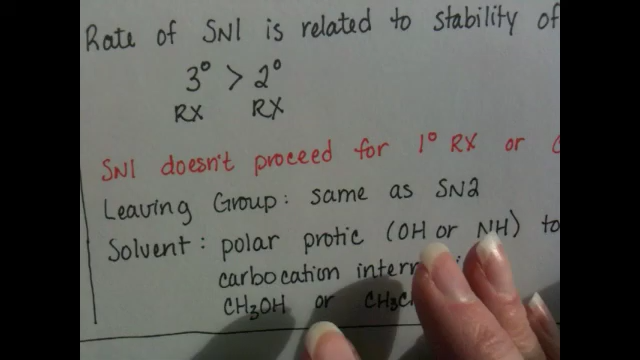 Rate of SN1 is related to stability of
3° > 2°
RX RX
SN1 doesn't proceed for 1° RX or
Leaving Group: same as SN2
Solvent: polar protic (OH or NH) to
carbocation
CH3OH or